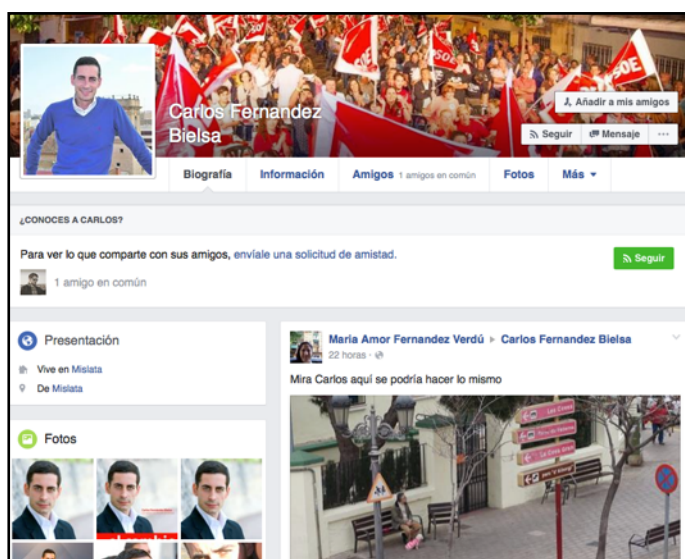 PSOE
SOE
Carlos Fernandez
Bielsa
Añadir a mis amigos
Seguir
Mensaje
Biografía
Información
Amigos 1 amigos en común
Fotos
Más
¿CONOCES A CARLOS?
Para ver lo que comparte con sus amigos, envíale una solicitud de amistad.
Seguir
1 amigo en común
Presentación
Vive en Mislata
De Mislata
Fotos
Maria Amor Fernandez Verdú ▸ Carlos Fernandez Bielsa
22 horas ·
Mira Carlos aquí se podría hacer lo mismo